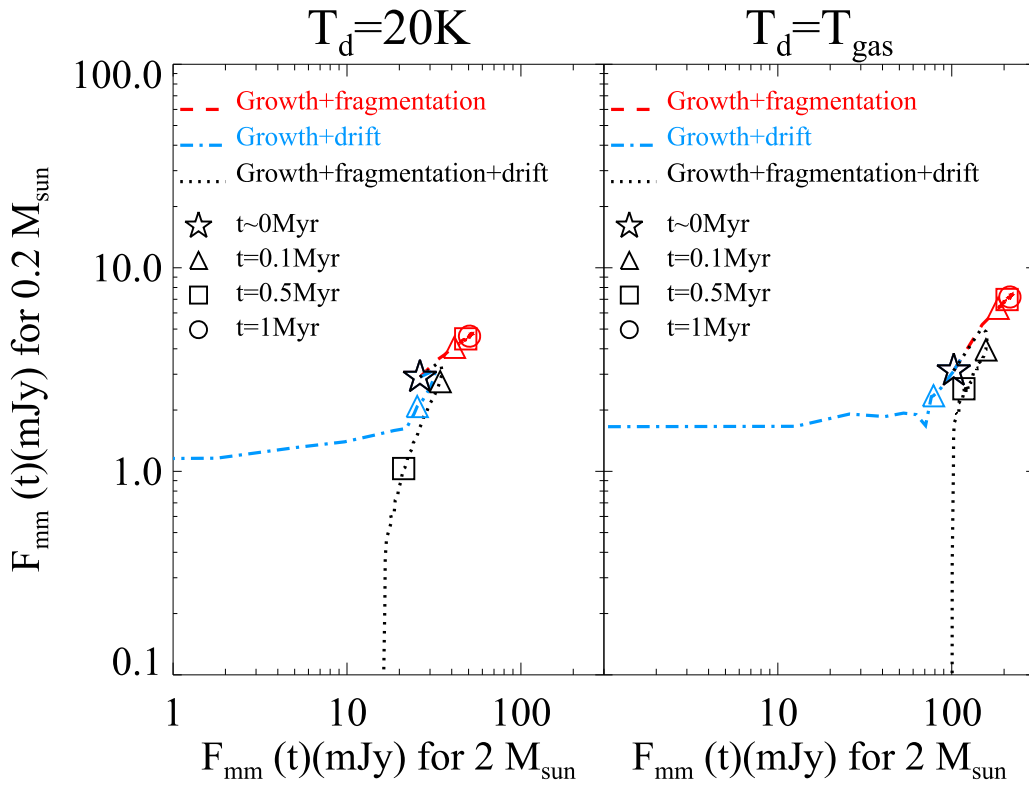 T_d=20K
T_d=T_gas
100.0
10.0
1.0
0.1
F_mm (t)(mJy) for 0.2 M_sun
Growth+fragmentation
Growth+drift
Growth+fragmentation+drift
t~0Myr
t=0.1Myr
t=0.5Myr
t=1Myr
Growth+fragmentation
Growth+drift
Growth+fragmentation+drift
t~0Myr
t=0.1Myr
t=0.5Myr
t=1Myr
1
10
100
10
100
F_mm (t)(mJy) for 2 M_sun
F_mm (t)(mJy) for 2 M_sun